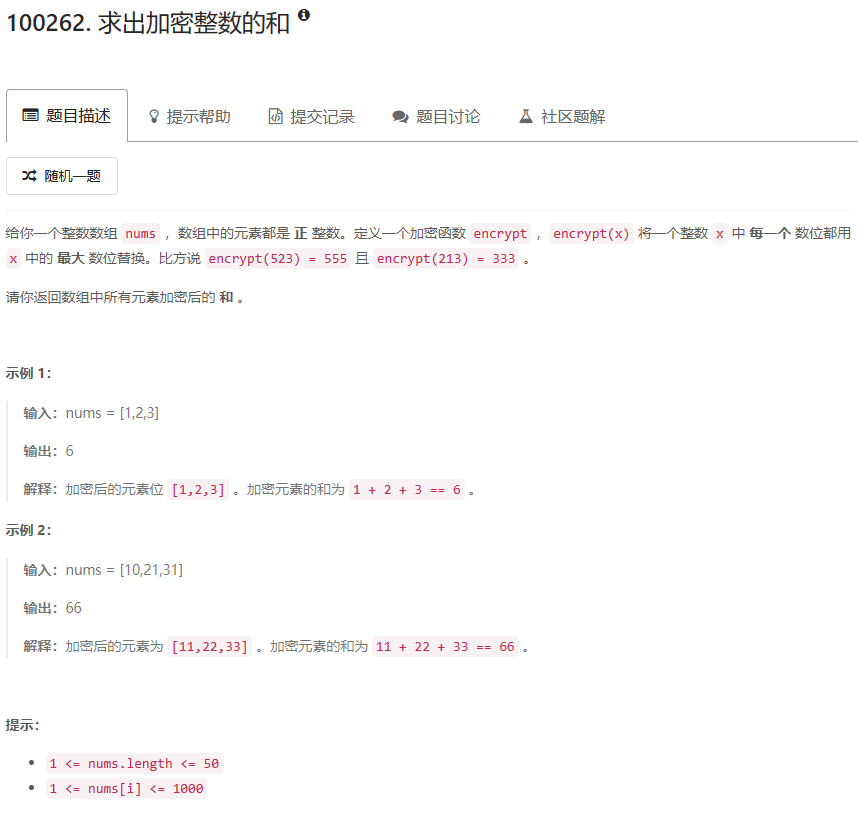 100262. 求出加密整数的和
题目描述 提示帮助 提交记录 题目讨论 社区题解
随机一题
给你一个整数数组 nums ，数组中的元素都是 正 整数。定义一个加密函数 encrypt ，encrypt(x) 将一个整数 x 中 每一个 数位都用
x 中的 最大 数位替换。比方说 encrypt(523) = 555 且 encrypt(213) = 333 。
请你返回数组中所有元素加密后的 和 。
示例 1：
输入：nums = [1,2,3]
输出：6
解释：加密后的元素位 [1,2,3] 。加密元素的和为 1 + 2 + 3 == 6 。
示例 2：
输入：nums = [10,21,31]
输出：66
解释：加密后的元素为 [11,22,33] 。加密元素的和为 11 + 22 + 33 == 66 。
提示：
1 <= nums.length <= 50
1 <= nums[i] <= 1000